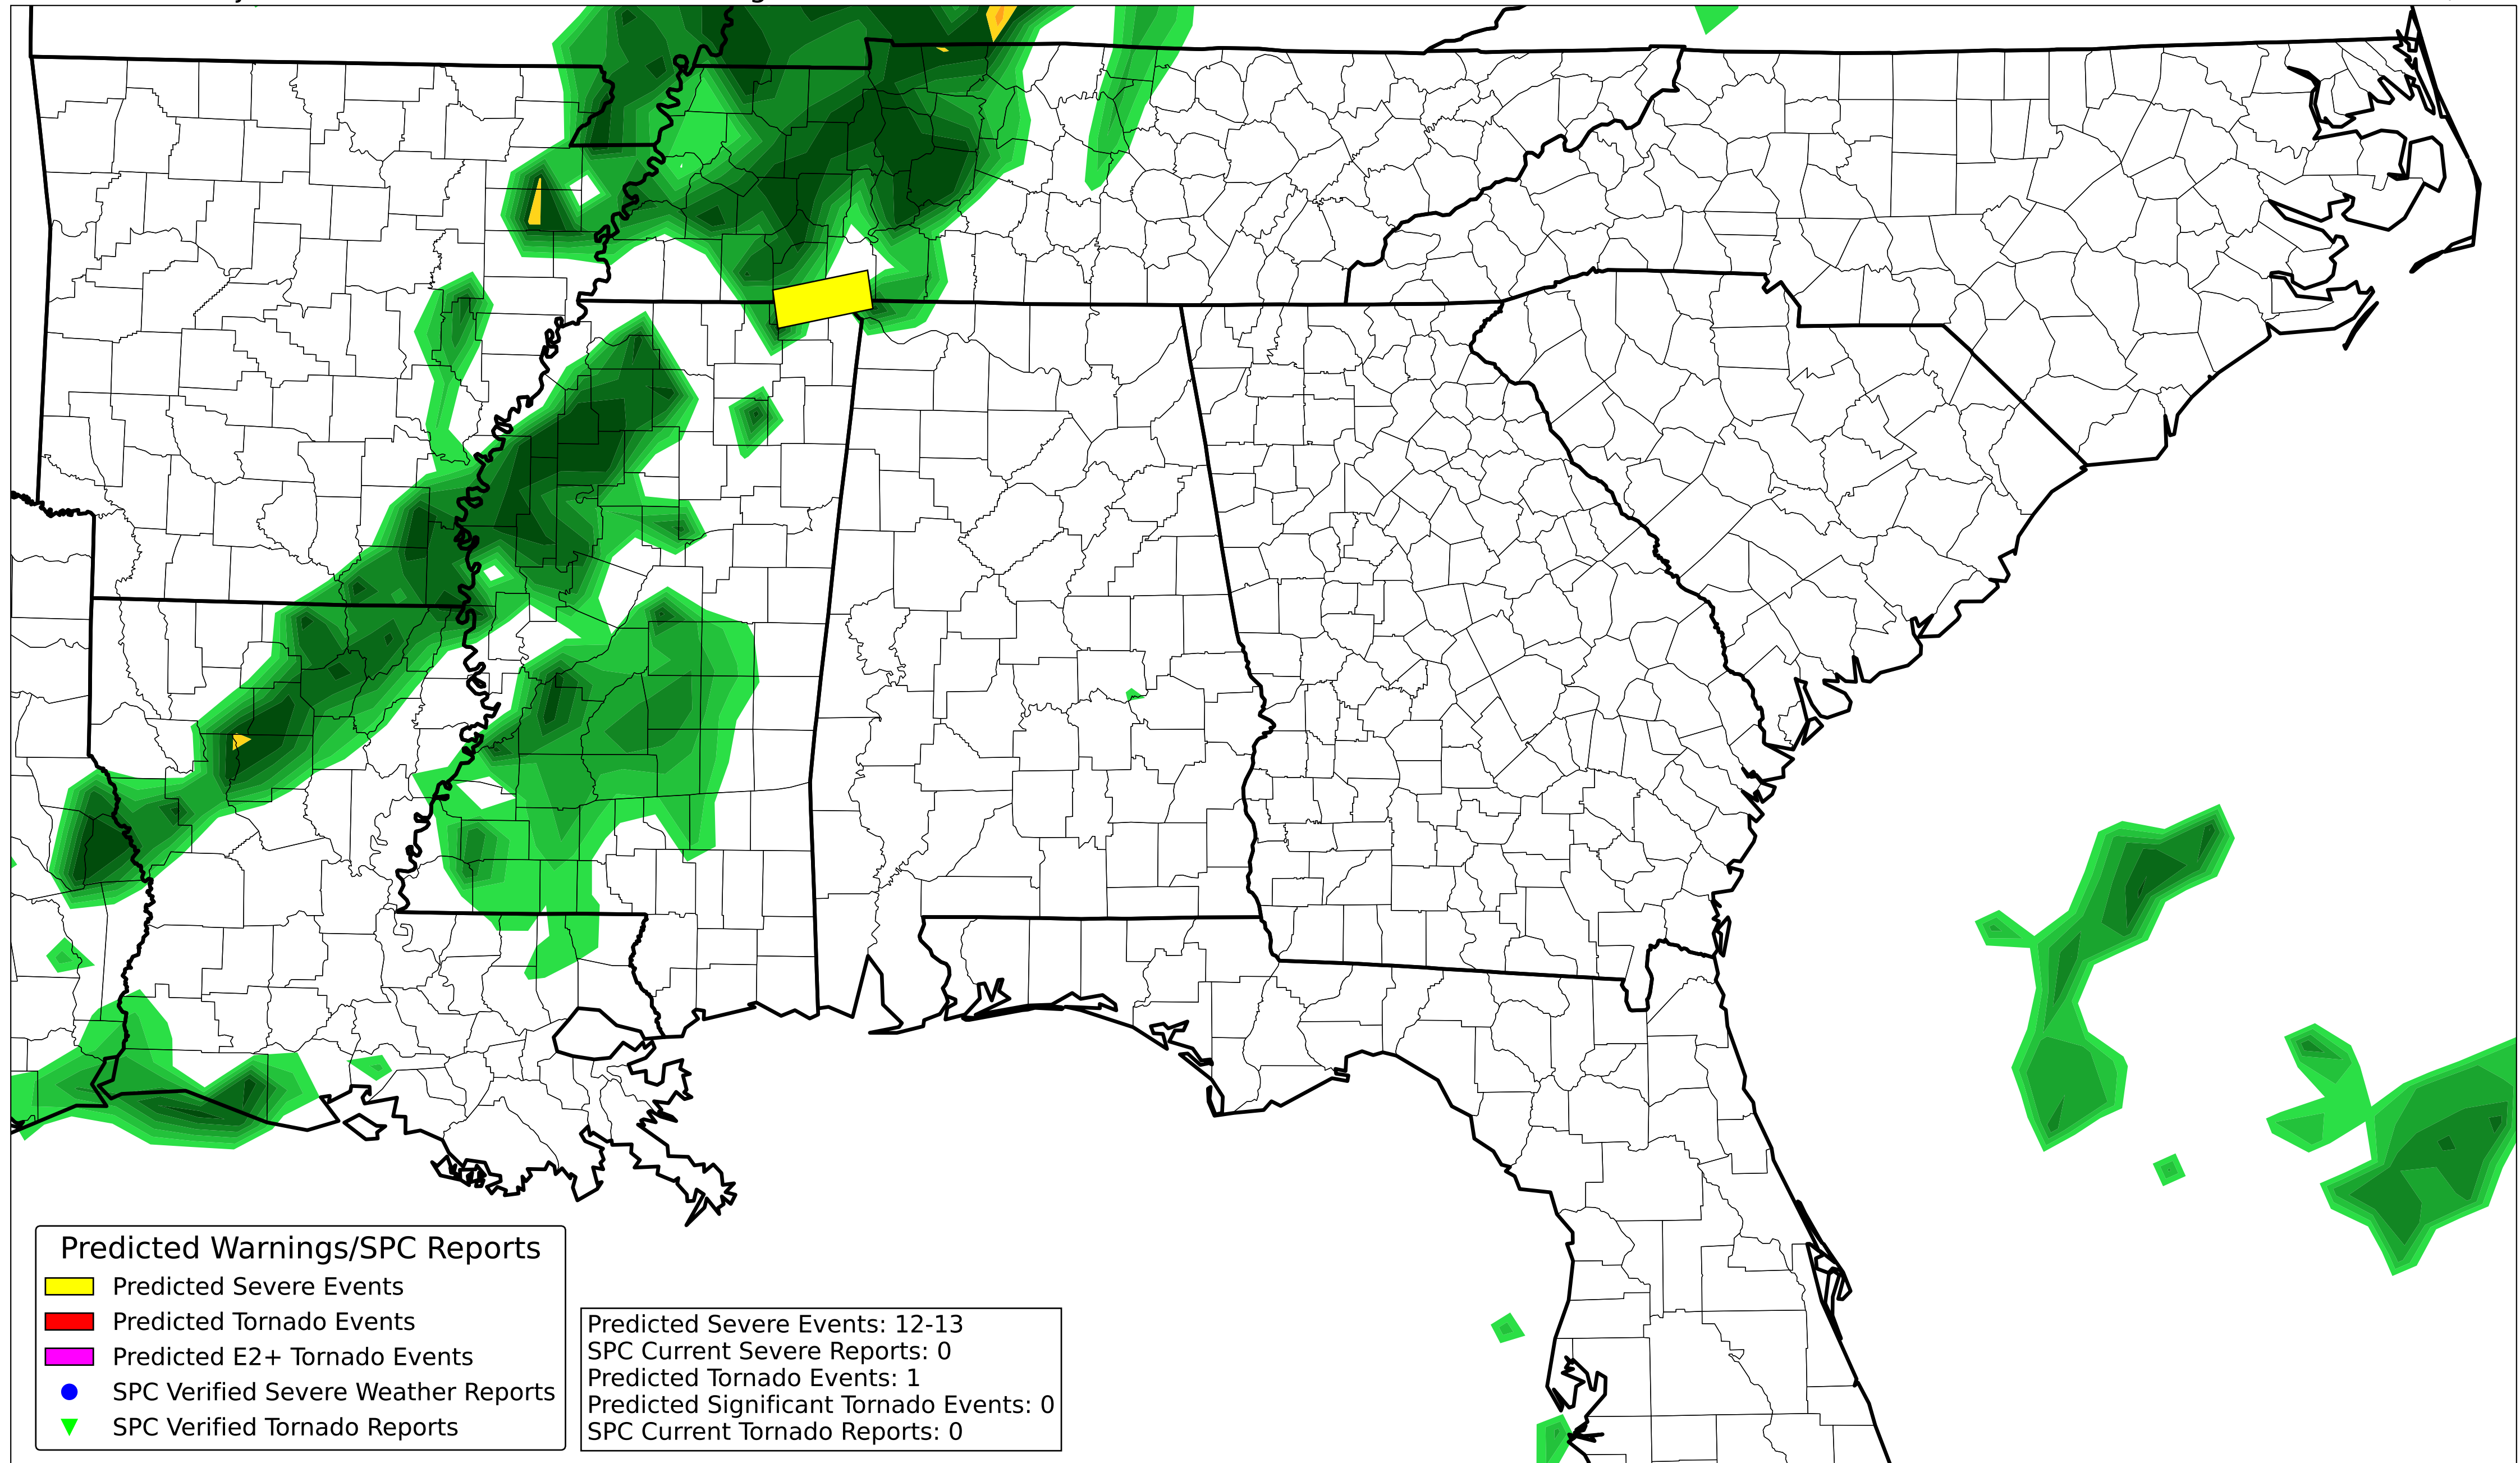 Predicted Warnings/SPC Reports
Predicted Severe Events
Predicted Tornado Events
Predicted E2+ Tornado Events
SPC Verified Severe Weather Reports
SPC Verified Tornado Reports
Predicted Severe Events: 12-13
SPC Current Severe Reports: 0
Predicted Tornado Events: 1
Predicted Significant Tornado Events: 0
SPC Current Tornado Reports: 0